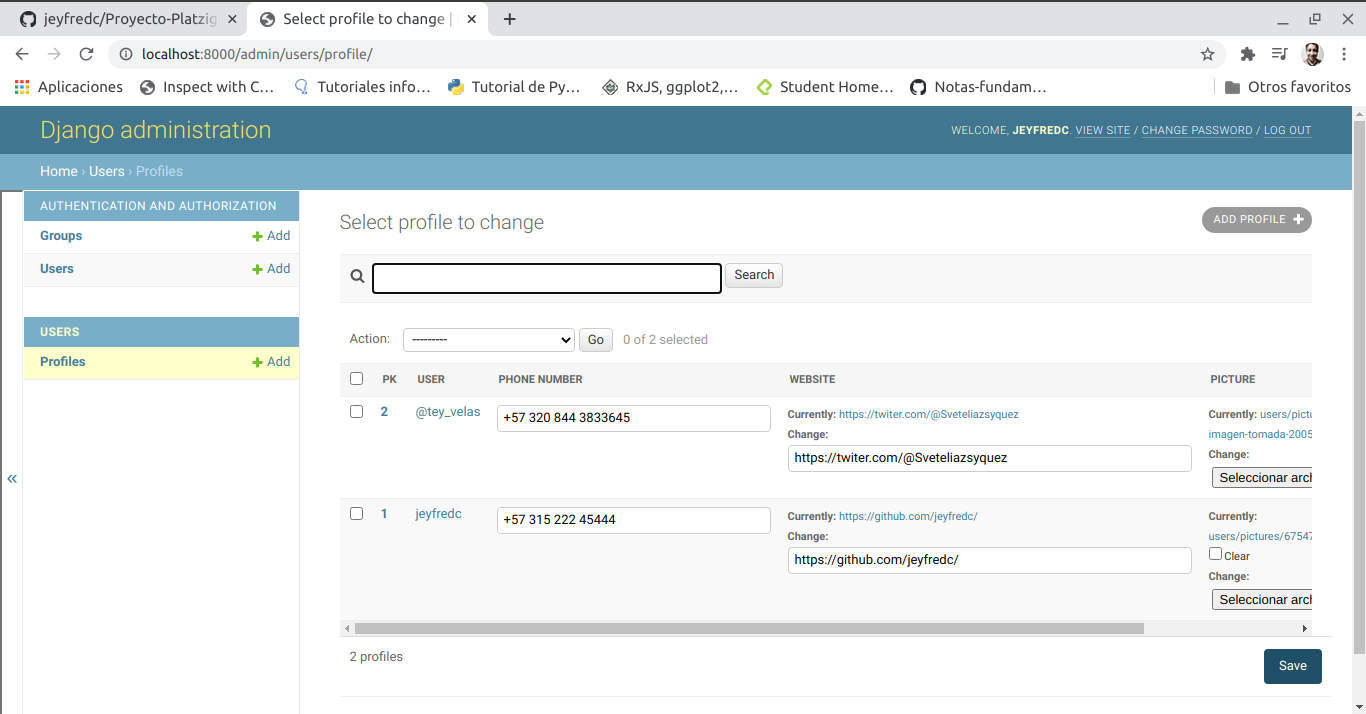 jeyfredc/Proyecto-Platzig
Select profile to change |
localhost:8000/admin/users/profile/
Aplicaciones
Inspect with C...
Tutoriales info...
Tutorial de Py...
RxJS, ggplot2,...
Student Home...
Notas-fundam...
Otros favoritos
Django administration
WELCOME, JEYFREDC. VIEW SITE / CHANGE PASSWORD / LOG OUT
Home › Users › Profiles
AUTHENTICATION AND AUTHORIZATION
Groups
Add
Users
Add
USERS
Profiles
Add
«
Select profile to change
ADD PROFILE
Search
Action:
---------
Go
0 of 2 selected
PK USER PHONE NUMBER WEBSITE PICTURE
2 @tey_velas
+57 320 844 3833645
Currently: https://twiter.com/@Sveteliazsyquez
Change:
https://twiter.com/@Sveteliazsyquez
Currently: users/pictu
imagen-tomada-2005
Change:
Seleccionar arch
1 jeyfredc
+57 315 222 45444
Currently: https://github.com/jeyfredc/
Change:
https://github.com/jeyfredc/
Currently:
users/pictures/67547
Clear
Change:
Seleccionar arch
2 profiles
Save